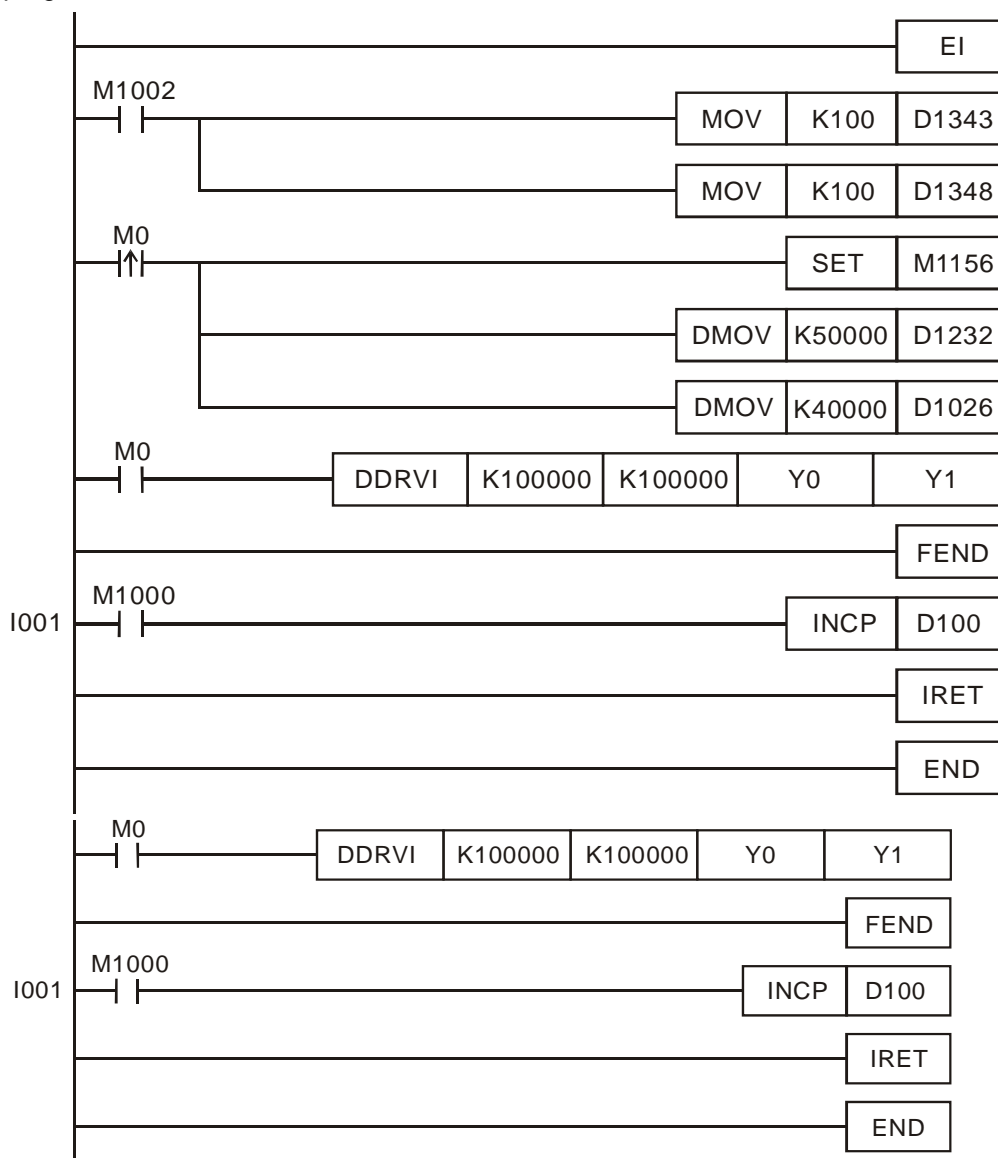 EI
M1002
MOV K100 D1343
MOV K100 D1348
M0
SET M1156
DMOV K50000 D1232
DMOV K40000 D1026
M0
DDRVI K100000 K100000 Y0 Y1
FEND
M1000
I001 INCP D100
IRET
END
M0
DDRVI K100000 K100000 Y0 Y1
FEND
M1000
I001 INCP D100
IRET
END